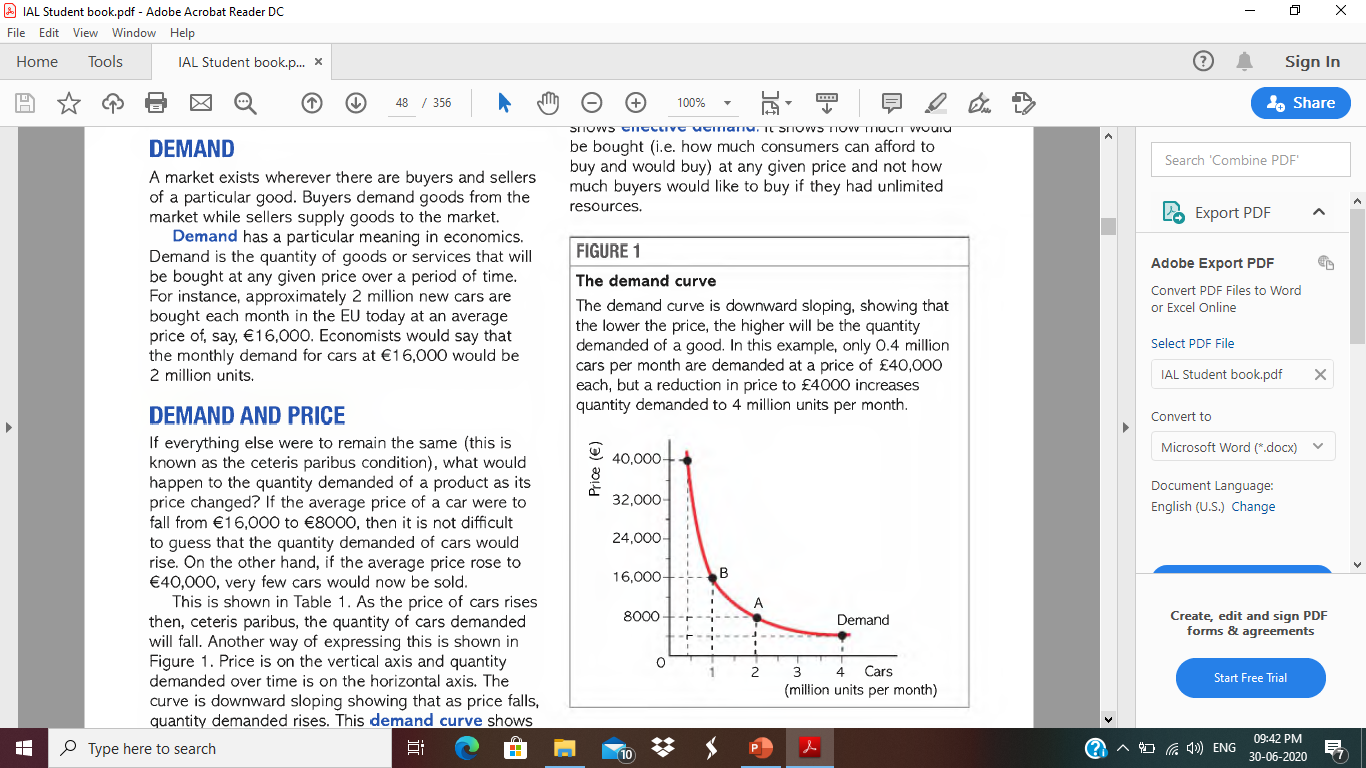 IAL Student book.pdf - Adobe Acrobat Reader DC
File Edit View Window Help
Home Tools IAL Student book.p... ×
Sign In
48 / 356
100%
Share
DEMAND
A market exists wherever there are buyers and sellers
of a particular good. Buyers demand goods from the
market while sellers supply goods to the market.
Demand has a particular meaning in economics.
Demand is the quantity of goods or services that will
be bought at any given price over a period of time.
For instance, approximately 2 million new cars are
bought each month in the EU today at an average
price of, say, €16,000. Economists would say that
the monthly demand for cars at €16,000 would be
2 million units.
DEMAND AND PRICE
If everything else were to remain the same (this is
known as the ceteris paribus condition), what would
happen to the quantity demanded of a product as its
price changed? If the average price of a car were to
fall from €16,000 to €8000, then it is not difficult
to guess that the quantity demanded of cars would
rise. On the other hand, if the average price rose to
€40,000, very few cars would now be sold.
This is shown in Table 1. As the price of cars rises
then, ceteris paribus, the quantity of cars demanded
will fall. Another way of expressing this is shown in
Figure 1. Price is on the vertical axis and quantity
demanded over time is on the horizontal axis. The
curve is downward sloping showing that as price falls,
quantity demanded rises. This demand curve shows
shows effective demand. It shows how much would
be bought (i.e. how much consumers can afford to
buy and would buy) at any given price and not how
much buyers would like to buy if they had unlimited
resources.
FIGURE 1
The demand curve
The demand curve is downward sloping, showing that
the lower the price, the higher will be the quantity
demanded of a good. In this example, only 0.4 million
cars per month are demanded at a price of £40,000
each, but a reduction in price to £4000 increases
quantity demanded to 4 million units per month.
Price (€)
40,000
32,000
24,000
16,000
8000
0
B
A
Demand
1 2 3 4 Cars
(million units per month)
Search 'Combine PDF'
Export PDF
Adobe Export PDF
Convert PDF Files to Word
or Excel Online
Select PDF File
IAL Student book.pdf
Convert to
Microsoft Word (*.docx)
Document Language:
English (U.S.) Change
Create, edit and sign PDF
forms & agreements
Start Free Trial
Type here to search
10
ENG
09:42 PM
30-06-2020
7